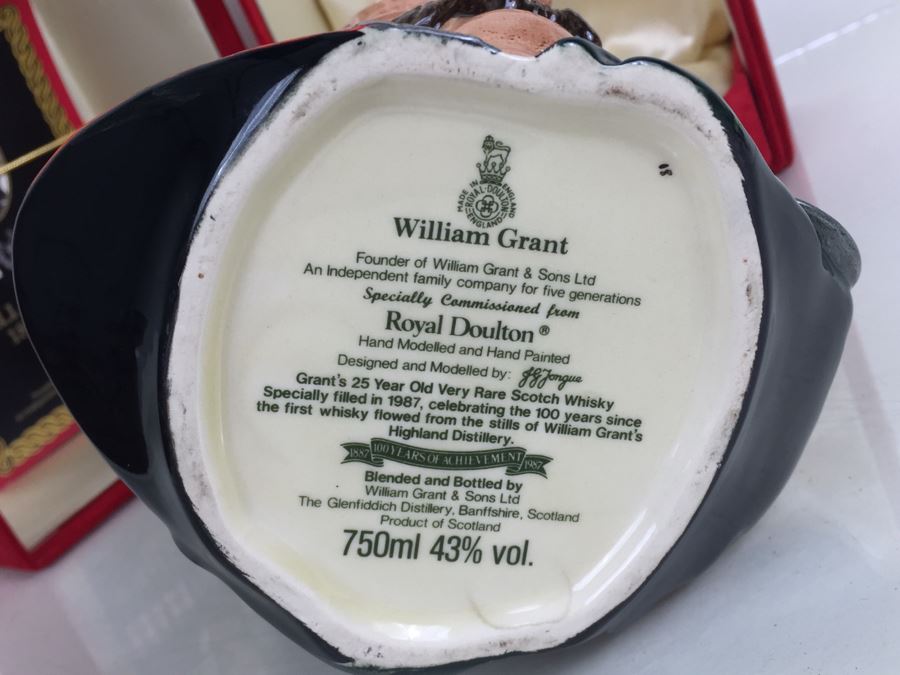 MADE IN ENGLAND
ROYAL·DOULTON
ENGLAND
William Grant
Founder of William Grant & Sons Ltd
An Independent family company for five generations
Specially Commissioned from
Royal Doulton®
Hand Modelled and Hand Painted
Designed and Modelled by:
Grant's 25 Year Old Very Rare Scotch Whisky
Specially filled in 1987, celebrating the 100 years since
the first whisky flowed from the stills of William Grant's
Highland Distillery.
1887 100 YEARS OF ACHIEVEMENT 1987
Blended and Bottled by
William Grant & Sons Ltd
The Glenfiddich Distillery, Banffshire, Scotland
Product of Scotland
750ml 43% vol.